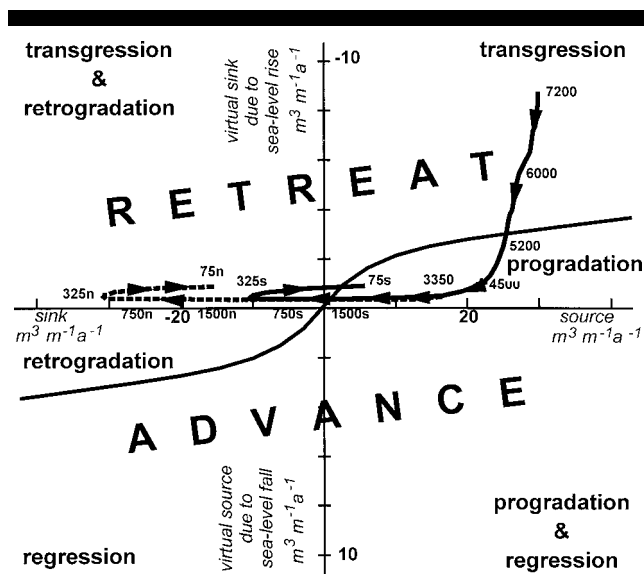 transgression
&
retrogradation
virtual sink
due to
sea-level rise
m³ m⁻¹a⁻¹
-10
transgression
7200
6000
RETREAT
5200
progradation
75n
325s
75s
3350
4500
325n
sink
m³ m⁻¹a⁻¹
750n
-20
1500n
750s
1500s
20
source
m³ m⁻¹a⁻¹
retrogradation
ADVANCE
virtual source
due to
sea-level fall
m³ m⁻¹a⁻¹
regression
10
progradation
&
regression